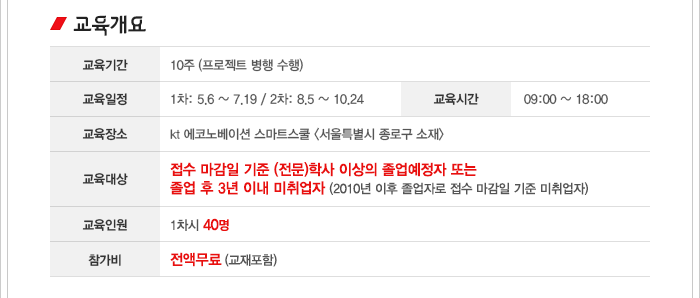 교육개요
교육기간 10주 (프로젝트 병행 수행)
교육일정 1차: 5.6 ~ 7.19 / 2차: 8.5 ~ 10.24 교육시간 09:00 ~ 18:00
교육장소 kt 에코노베이션 스마트스쿨 <서울특별시 종로구 소재>
교육대상 접수 마감일 기준 (전문)학사 이상의 졸업예정자 또는
졸업 후 3년 이내 미취업자 (2010년 이후 졸업자로 접수 마감일 기준 미취업자)
교육인원 1차시 40명
참가비 전액무료 (교재포함)